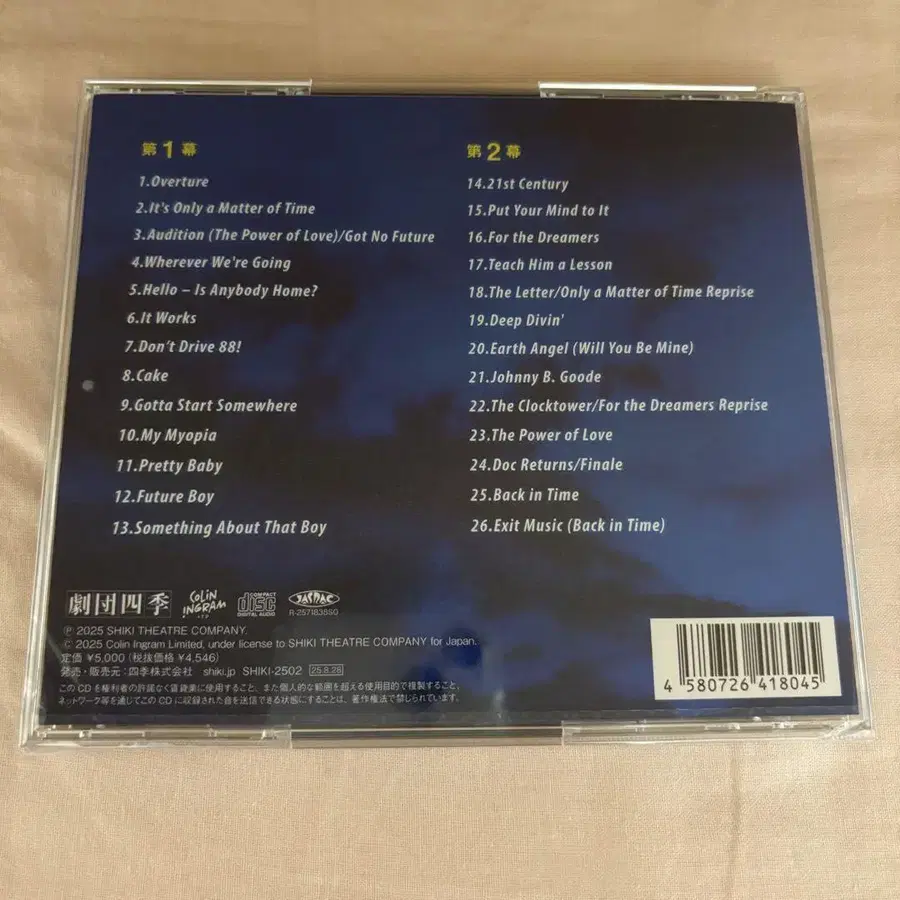 第1幕
1.Overture
2.It's Only a Matter of Time
3.Audition (The Power of Love)/Got No Future
4.Wherever We're Going
5.Hello – Is Anybody Home?
6.It Works
7.Don't Drive 88!
8.Cake
9.Gotta Start Somewhere
10.My Myopia
11.Pretty Baby
12.Future Boy
13.Something About That Boy
第2幕
14.21st Century
15.Put Your Mind to It
16.For the Dreamers
17.Teach Him a Lesson
18.The Letter/Only a Matter of Time Reprise
19.Deep Divin'
20.Earth Angel (Will You Be Mine)
21.Johnny B. Goode
22.The Clocktower/For the Dreamers Reprise
23.The Power of Love
24.Doc Returns/Finale
25.Back in Time
26.Exit Music (Back in Time)
劇団四季
COLIN INGRAM LTD
COMPACT disc DIGITAL AUDIO
JASRAC
R-2571838SO
Ⓟ 2025 SHIKI THEATRE COMPANY.
© 2025 Colin Ingram Limited, under license to SHIKI THEATRE COMPANY for Japan.
定価 ¥5,000 (税抜価格 ¥4,546)
発売・販売元:四季株式会社 shiki.jp SHIKI-2502 25.8.28
このCDを権利者の許諾なく賃貸業に使用すること、また個人的な範囲を超える使用目的で複製すること、
ネットワーク等を通じてこのCDに収録された音を送信できる状態にすることは、著作権法で禁じられております。
4 580726 418045